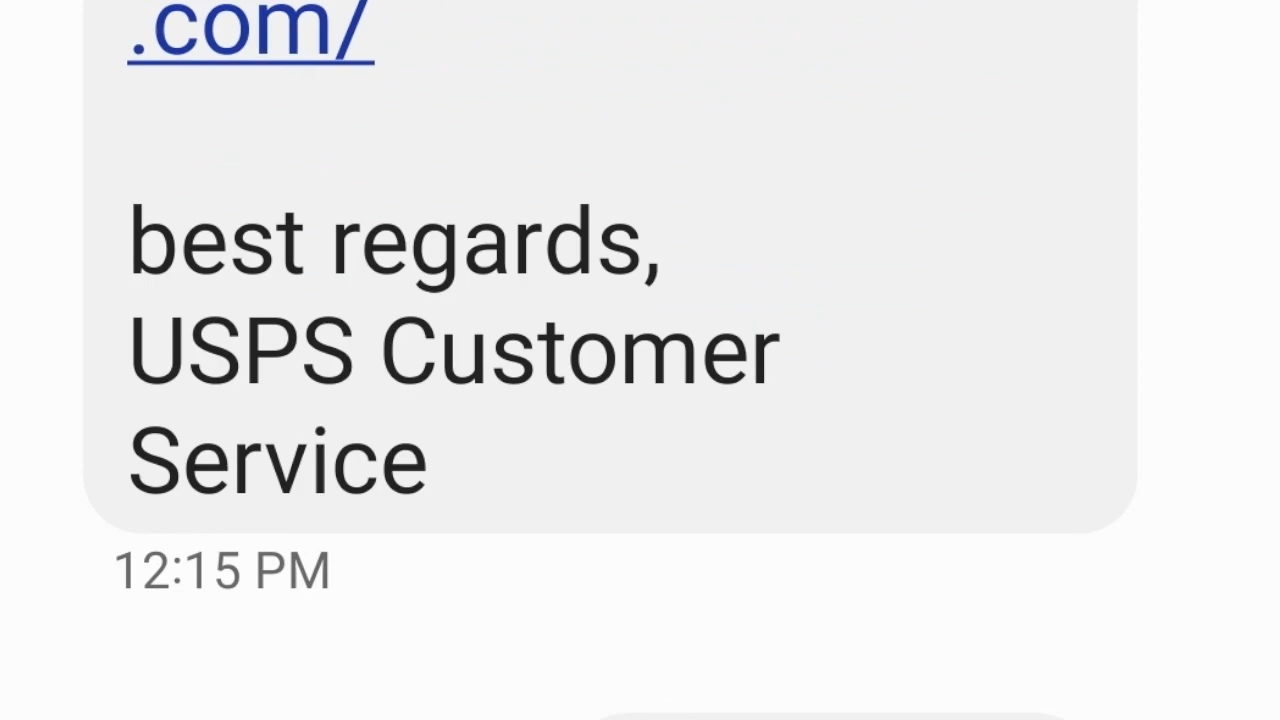 .com/
best regards,
USPS Customer
Service
12:15 PM